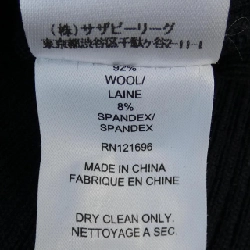 (株)サザビーリーグ
東京都渋谷区千駄ヶ谷2-11-1
92%
WOOL/
LAINE
8%
SPANDEX/
SPANDEX
RN121696
MADE IN CHINA
FABRIQUE EN CHINE
DRY CLEAN ONLY.
NETTOYAGE A SEC.